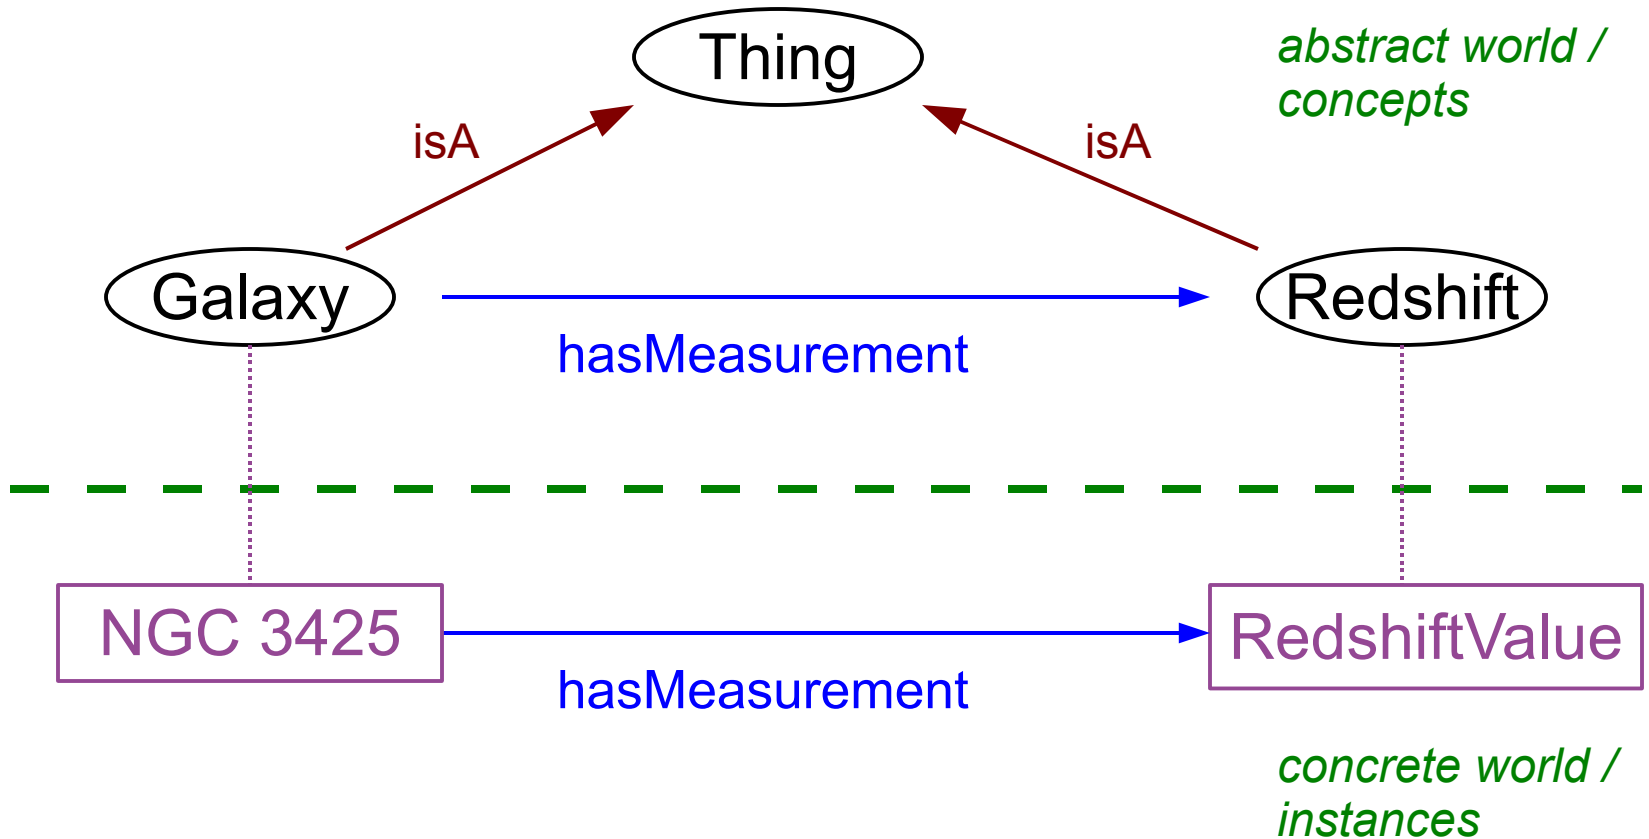 Thing
abstract world /
concepts
isA
isA
Galaxy
Redshift
hasMeasurement
NGC 3425
RedshiftValue
hasMeasurement
concrete world /
instances